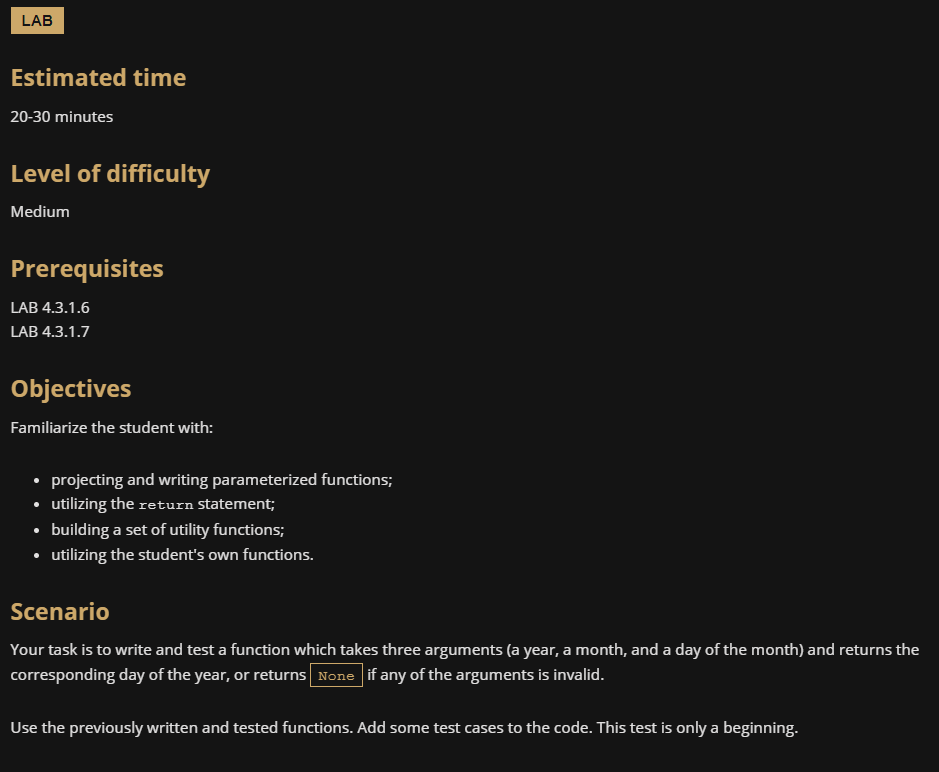 LAB
Estimated time
20-30 minutes
Level of difficulty
Medium
Prerequisites
LAB 4.3.1.6
LAB 4.3.1.7
Objectives
Familiarize the student with:
• projecting and writing parameterized functions;
• utilizing the return statement;
• building a set of utility functions;
• utilizing the student's own functions.
Scenario
Your task is to write and test a function which takes three arguments (a year, a month, and a day of the month) and returns the
corresponding day of the year, or returns None if any of the arguments is invalid.
Use the previously written and tested functions. Add some test cases to the code. This test is only a beginning.